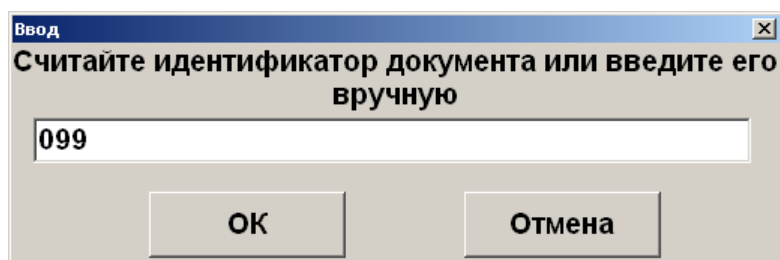 Ввод
Считайте идентификатор документа или введите его
вручную
099
ОК
Отмена